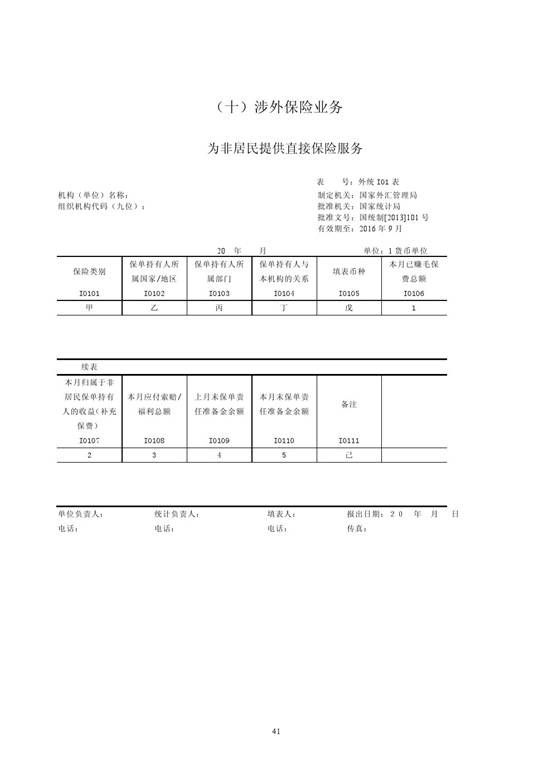 （十）涉外保险业务
为非居民提供直接保险服务
表　　号：外统 I01 表
机构（单位）名称：　制定机关：国家外汇管理局
组织机构代码（九位）：　批准机关：国家统计局
批准文号：国统制[2013]101 号
有效期至：2016 年 9 月
20　年　月　单位：1 货币单位
保险类别　保单持有人所属国家/地区　保单持有人所属部门　保单持有人与本机构的关系　填表币种　本月已赚毛保费总额
I0101　I0102　I0103　I0104　I0105　I0106
甲　乙　丙　丁　戊　1
续表
本月归属于非居民保单持有人的收益（补充保费）　本月应付索赔/福利总额　上月末保单责任准备金余额　本月末保单责任准备金余额　备注
I0107　I0108　I0109　I0110　I0111
2　3　4　5　己
单位负责人：　统计负责人：　填表人：　报出日期：２０　年　月　日
电话：　电话：　电话：　传真：
41